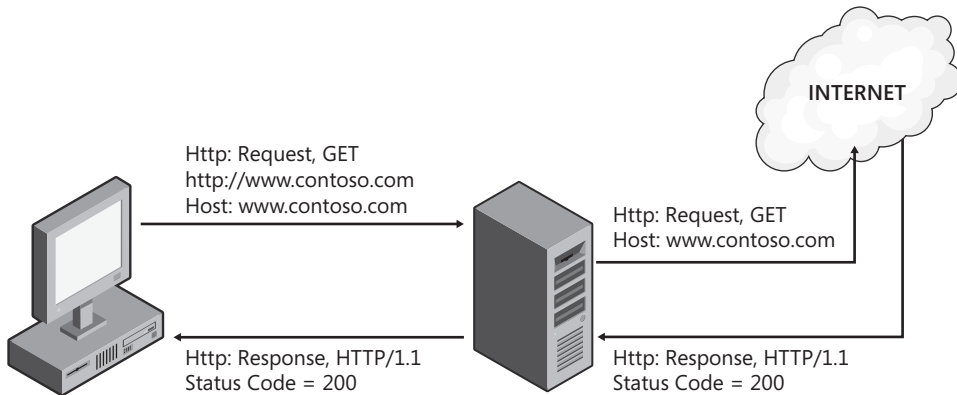 INTERNET
Http: Request, GET
http://www.contoso.com
Host: www.contoso.com
Http: Request, GET
Host: www.contoso.com
Http: Response, HTTP/1.1
Status Code = 200
Http: Response, HTTP/1.1
Status Code = 200